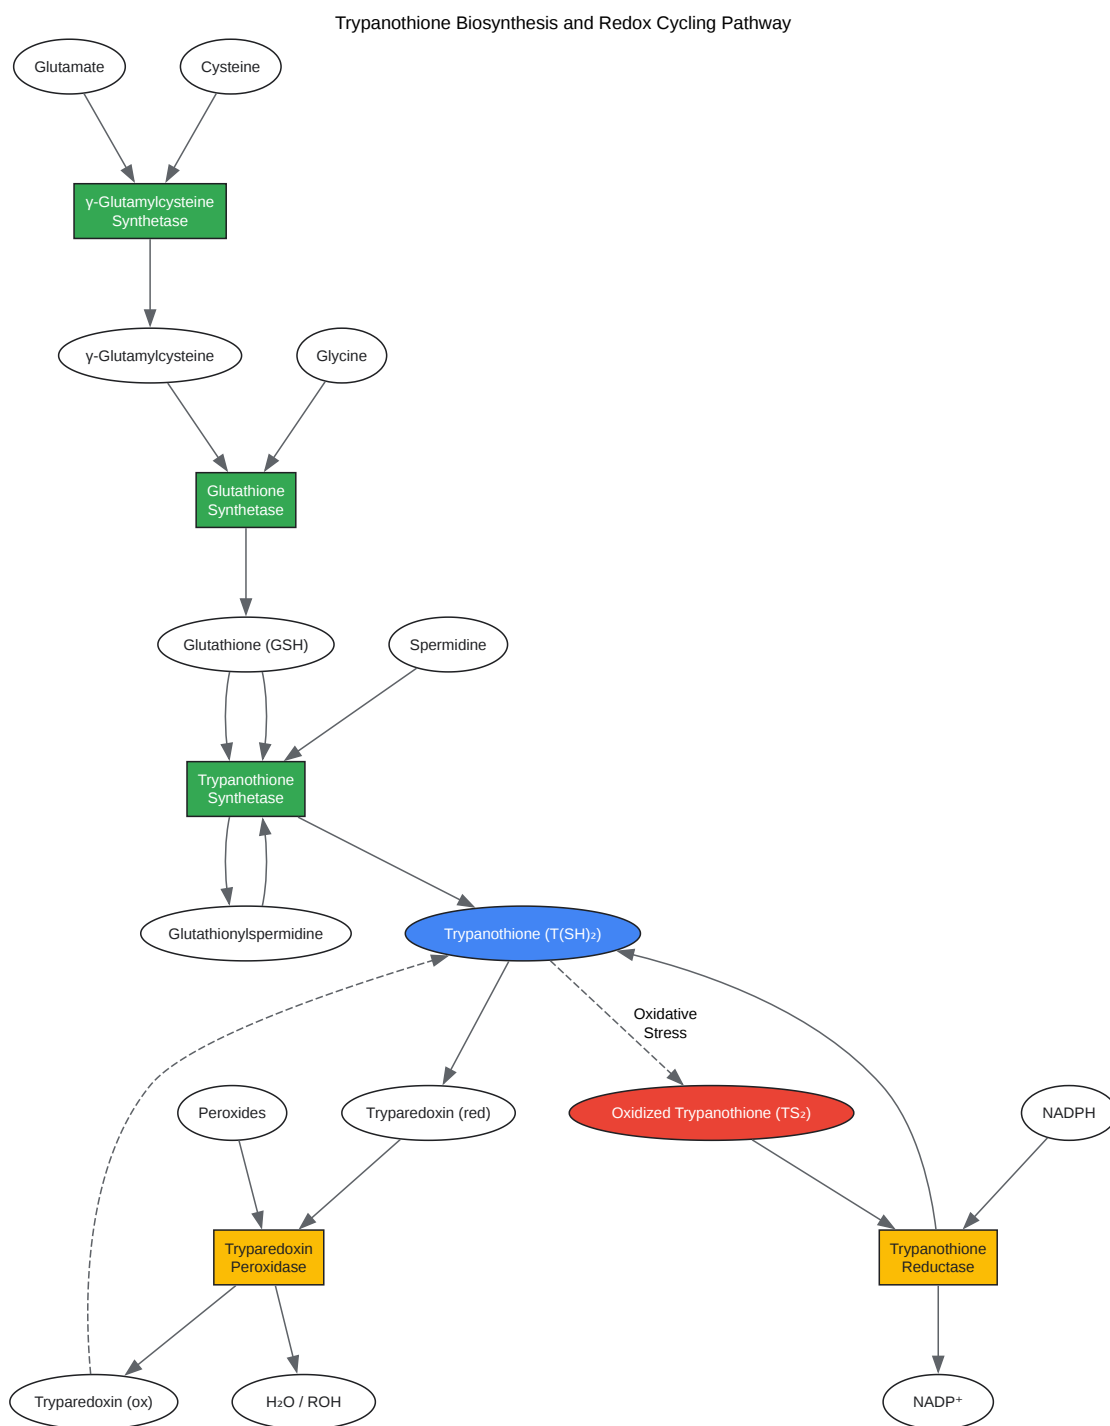 Trypanothione Biosynthesis and Redox Cycling Pathway
Glutamate
Cysteine
γ-Glutamylcysteine
Synthetase
γ-Glutamylcysteine
Glycine
Glutathione
Synthetase
Glutathione (GSH)
Spermidine
Trypanothione
Synthetase
Glutathionylspermidine
Trypanothione (T(SH)₂)
Oxidative
Stress
Peroxides
Tryparedoxin (red)
Oxidized Trypanothione (TS₂)
NADPH
Tryparedoxin
Peroxidase
Trypanothione
Reductase
Tryparedoxin (ox)
H₂O / ROH
NADP⁺